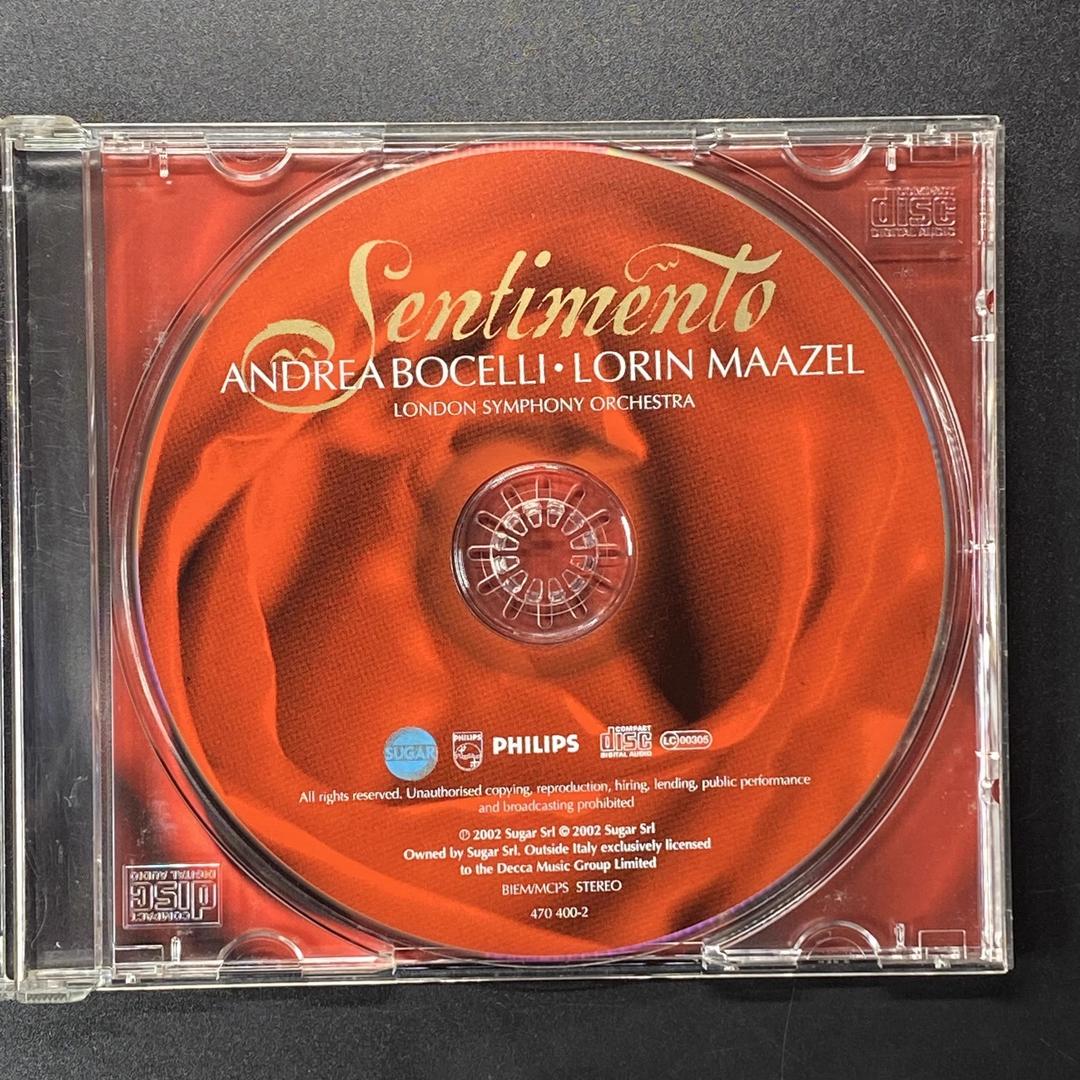 COMPACT
disc
DIGITAL AUDIO
Sentimento
ANDREA BOCELLI • LORIN MAAZEL
LONDON SYMPHONY ORCHESTRA
SUGAR
PHILIPS
PHILIPS
COMPACT
disc
DIGITAL AUDIO
LC 00305
All rights reserved. Unauthorised copying, reproduction, hiring, lending, public performance
and broadcasting prohibited
℗ 2002 Sugar Srl © 2002 Sugar Srl
Owned by Sugar Srl. Outside Italy exclusively licensed
to the Decca Music Group Limited
BIEM/MCPS STEREO
470 400-2
COMPACT
disc
DIGITAL AUDIO